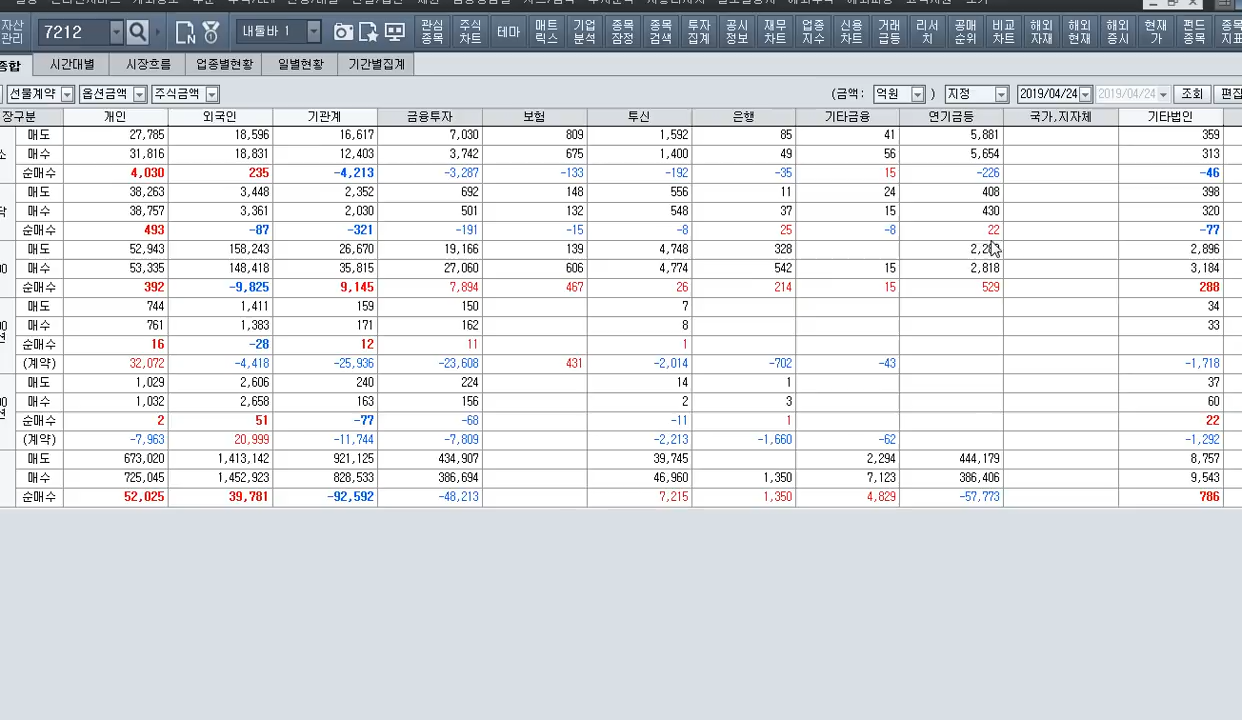 자산 관리 7212 내툴바 1 관심 종목 주식 차트 테마 매트 릭스 기업 분석 종목 잠정 종목 검색 투자 집계 공시 정보 재무 차트 업종 지수 신용 차트 거래 급등 리서 치 공매 순위 비교 차트 해외 자재 해외 현재 해외 증시 현재 가 펀드 종목 종목 지표
종합 시간대별 시장흐름 업종별현황 일별현황 기간별집계
선물계약 옵션금액 주식금액 (금액: 억원 ) 지정 2019/04/24 2019/04/24 조회 편집
장구분 개인 외국인 기관계 금융투자 보험 투신 은행 기타금융 연기금등 국가,지자체 기타법인
매도 27,785 18,596 16,617 7,030 809 1,592 85 41 5,881 359
소 매수 31,816 18,831 12,403 3,742 675 1,400 49 56 5,654 313
순매수 4,030 235 -4,213 -3,287 -133 -192 -35 15 -226 -46
매도 38,263 3,448 2,352 692 148 556 11 24 408 398
닥 매수 38,757 3,361 2,030 501 132 548 37 15 430 320
순매수 493 -87 -321 -191 -15 -8 25 -8 22 -77
매도 52,943 158,243 26,670 19,166 139 4,748 328 2,896
00 매수 53,335 148,418 35,815 27,060 606 4,774 542 15 2,818 3,184
순매수 392 -9,825 9,145 7,894 467 26 214 15 529 288
매도 744 1,411 159 150 7 34
00 매수 761 1,383 171 162 8 33
순매수 16 -28 12 11 1
(계약) 32,072 -4,418 -25,936 -23,608 431 -2,014 -702 -43 -1,718
매도 1,029 2,606 240 224 14 1 37
00 매수 1,032 2,658 163 156 2 3 60
순매수 2 51 -77 -68 -11 1 22
(계약) -7,963 20,999 -11,744 -7,809 -2,213 -1,660 -62 -1,292
매도 673,020 1,413,142 921,125 434,907 39,745 2,294 444,179 8,757
매수 725,045 1,452,923 828,533 386,694 46,960 1,350 7,123 386,406 9,543
순매수 52,025 39,781 -92,592 -48,213 7,215 1,350 4,829 -57,773 786